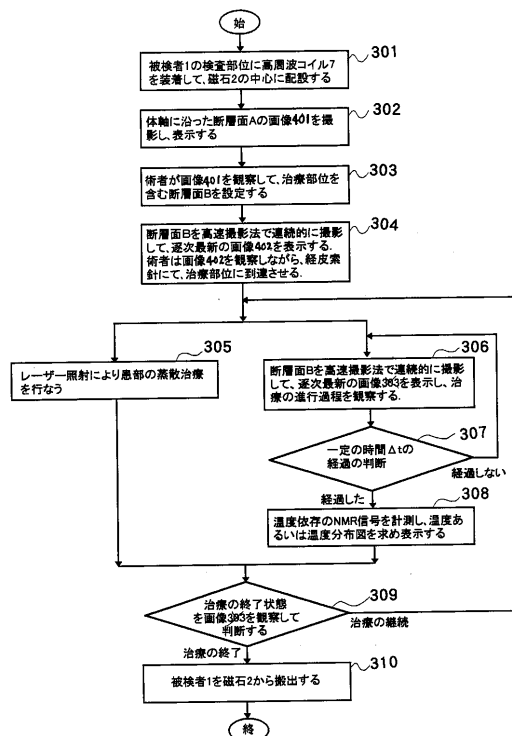 始
301
被検者1の検査部位に高周波コイル7
を装着して、磁石2の中心に配設する
302
体軸に沿った断層面Aの画像401を撮
影し、表示する
303
術者が画像401を観察して、治療部位を
含む断層面Bを設定する
304
断層面Bを高速撮影法で連続的に撮影
して、逐次最新の画像402を表示する.
術者は画像402を観察しながら、経皮索
針にて、治療部位に到達させる.
305
レーザー照射により患部の蒸散治療
を行なう
306
断層面Bを高速撮影法で連続的に撮影
して、逐次最新の画像303を表示し、治療
の進行過程を観察する.
307
一定の時間Δtの
経過の判断
経過しない
経過した
308
温度依存のNMR信号を計測し、温度あ
るいは温度分布図を求め表示する
309
治療の終了状態
を画像303を観察して
判断する
治療の継続
治療の終了
310
被検者1を磁石2から搬出する
終